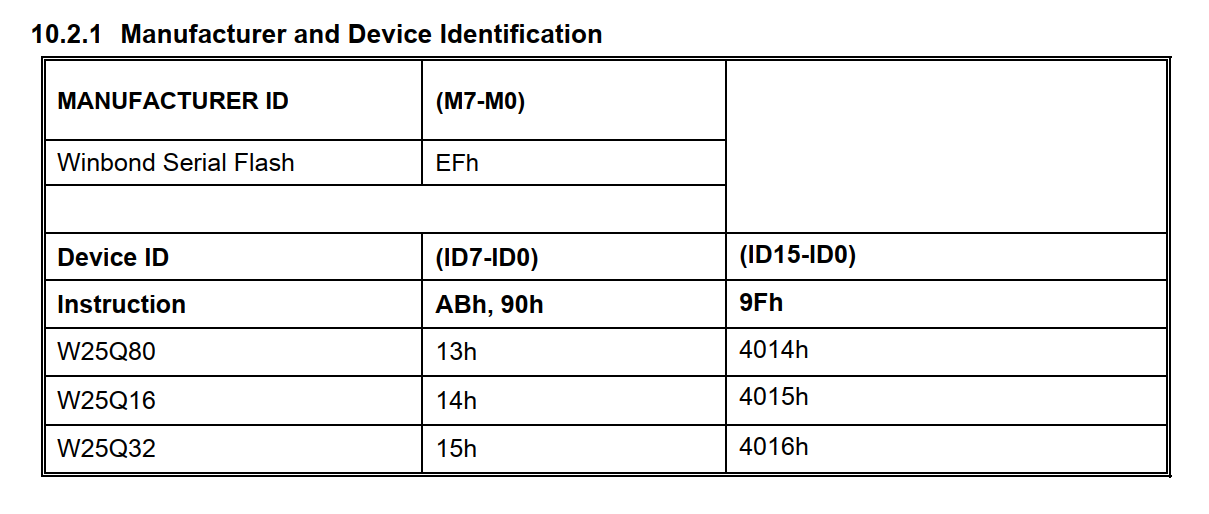 10.2.1 Manufacturer and Device Identification
MANUFACTURER ID (M7-M0)
Winbond Serial Flash EFh
Device ID (ID7-ID0) (ID15-ID0)
Instruction ABh, 90h 9Fh
W25Q80 13h 4014h
W25Q16 14h 4015h
W25Q32 15h 4016h